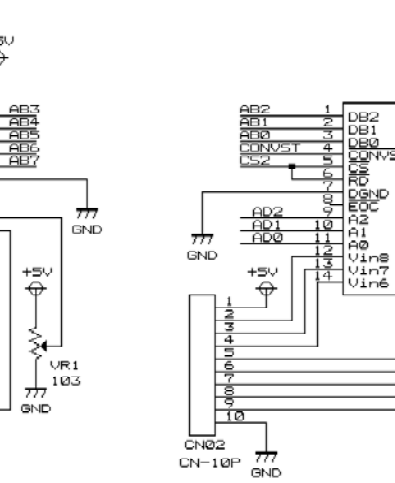 5V
AB3
AB4
AB5
AB6
AB7
GND
+5V
VR1
103
GND
AB2 1 DB2
AB1 2 DB1
AB0 3 DB0
CONVST 4 CONVS
CS2 5 CS
6 RD
7 DGND
8 EOC
AD2 9 A2
AD1 10 A1
AD0 11 A0
12 Vin8
13 Vin7
14 Vin6
GND
+5V
1
2
3
4
5
6
7
8
9
10
CN02
CN-10P
GND